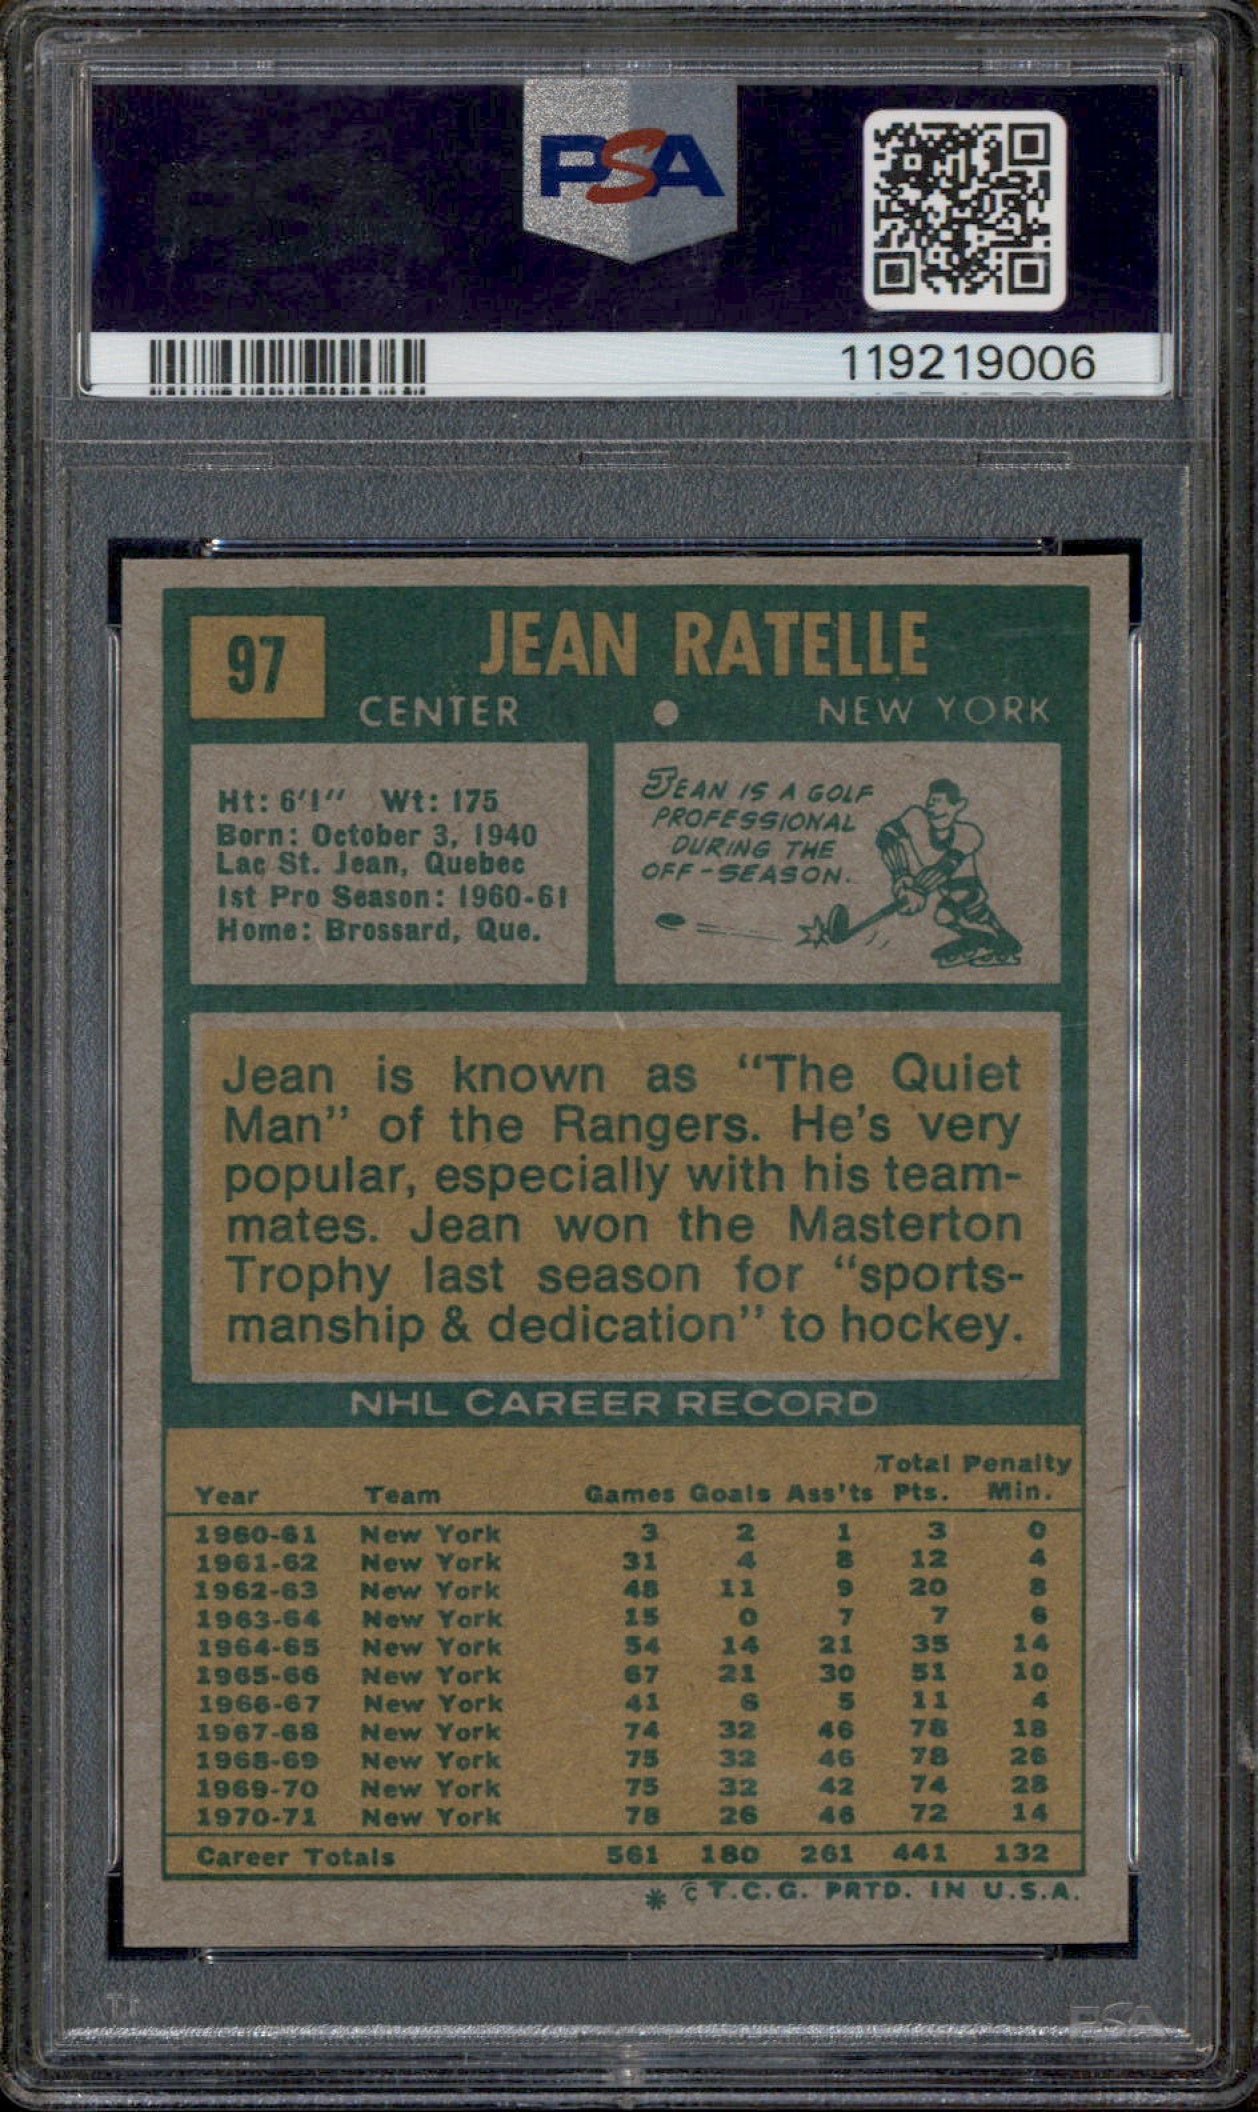 PSA
119219006
97
JEAN RATELLE
CENTER • NEW YORK
Ht: 6'1" Wt: 175
Born: October 3, 1940
Lac St. Jean, Quebec
1st Pro Season: 1960-61
Home: Brossard, Que.
JEAN IS A GOLF
PROFESSIONAL
DURING THE
OFF-SEASON.
Jean is known as "The Quiet
Man" of the Rangers. He's very
popular, especially with his team-
mates. Jean won the Masterton
Trophy last season for "sports-
manship & dedication" to hockey.
NHL CAREER RECORD
Total Penalty
Year Team Games Goals Ass'ts Pts. Min.
1960-61 New York 3 2 1 3 0
1961-62 New York 31 4 8 12 4
1962-63 New York 48 11 9 20 8
1963-64 New York 15 0 7 7 6
1964-65 New York 54 14 21 35 14
1965-66 New York 67 21 30 51 10
1966-67 New York 41 6 5 11 4
1967-68 New York 74 32 46 78 18
1968-69 New York 75 32 46 78 26
1969-70 New York 75 32 42 74 28
1970-71 New York 78 26 46 72 14
Career Totals 561 180 261 441 132
* © T.C.G. PRTD. IN U.S.A.
PSA